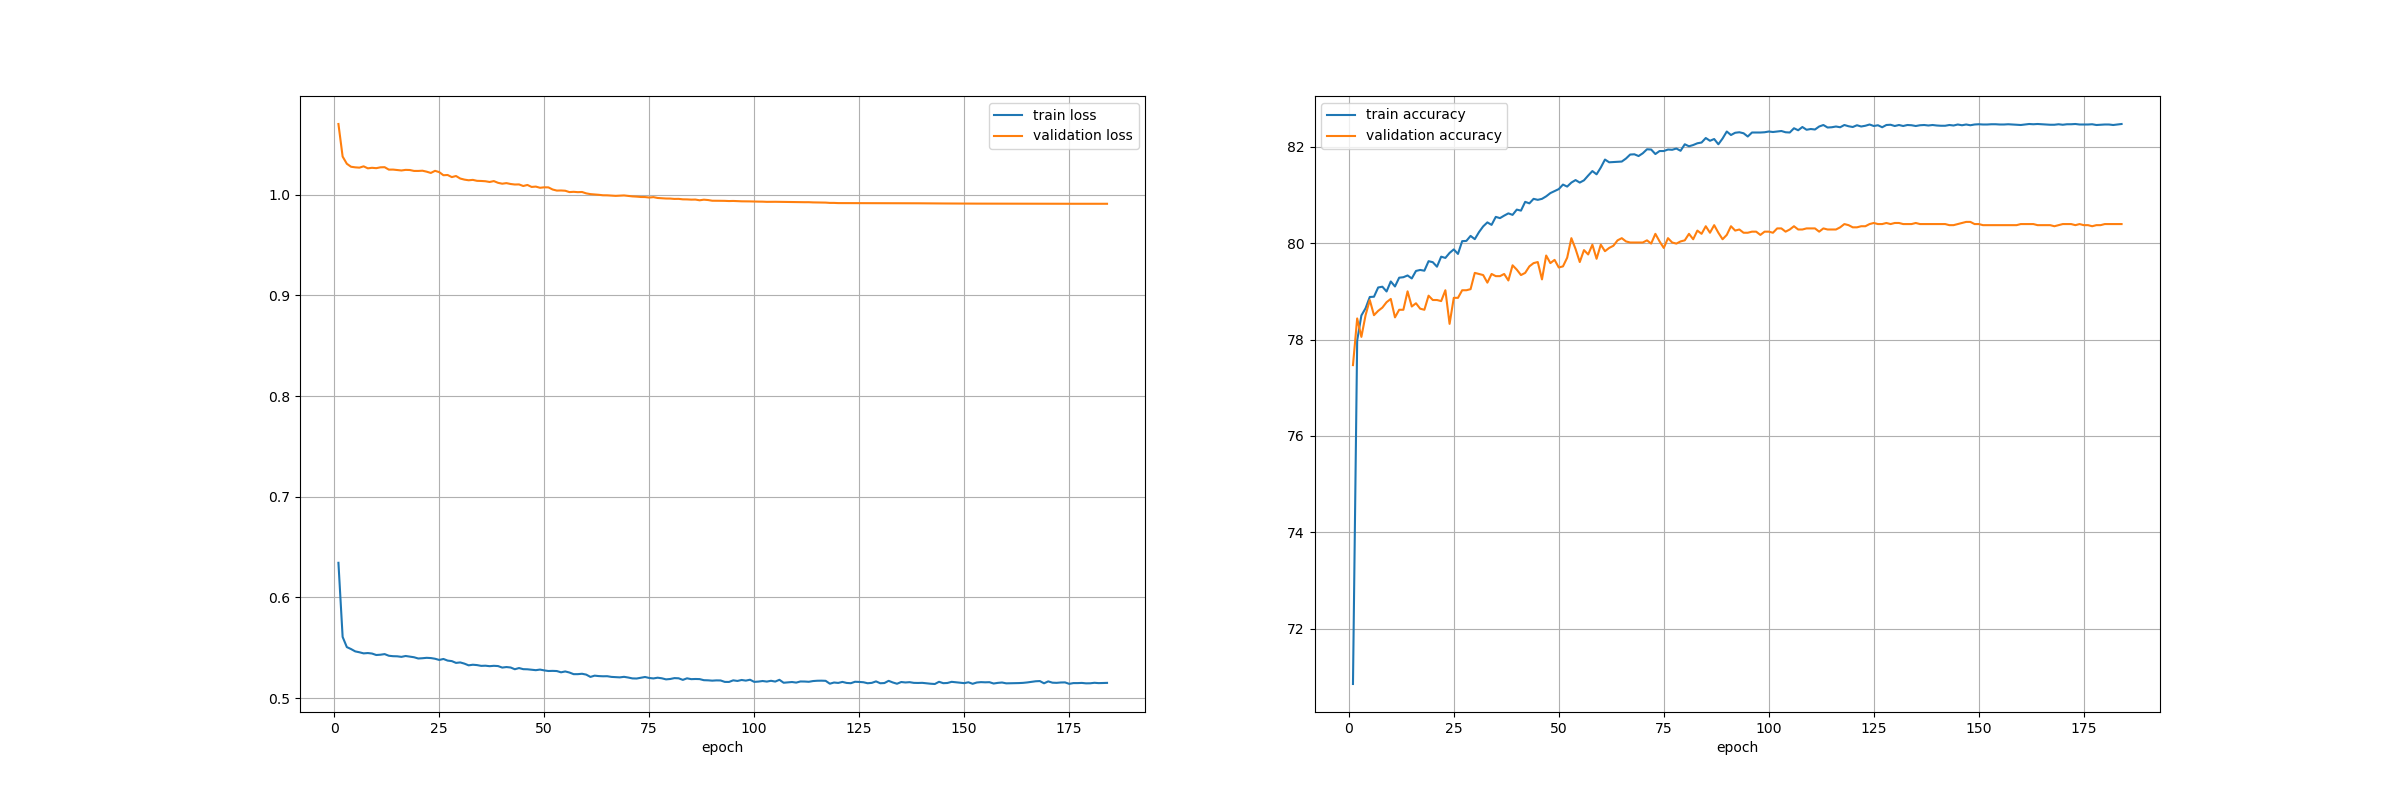 train loss
validation loss
1.0
0.9
0.8
0.7
0.6
0.5
0 25 50 75 100 125 150 175
epoch
train accuracy
validation accuracy
82
80
78
76
74
72
0 25 50 75 100 125 150 175
epoch